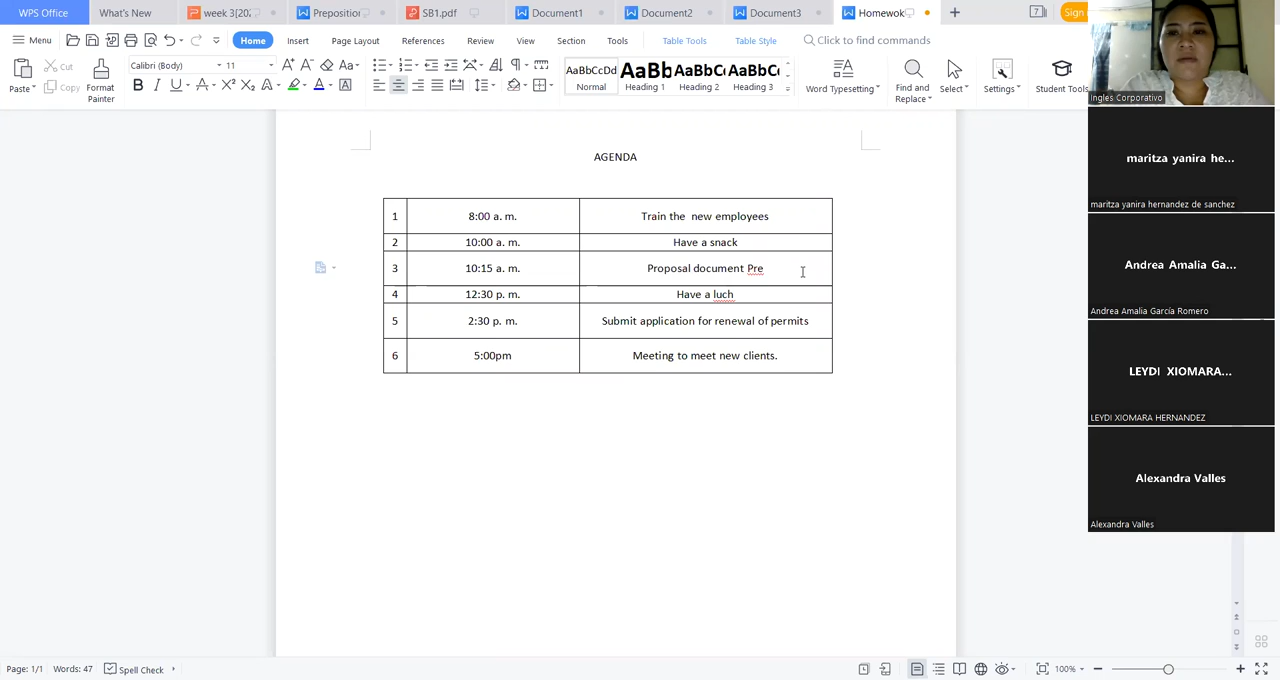 WPS Office What's New week 3[20 Preposition SB1.pdf Document1 Document2 Document3 Homewok 7 Sign
Menu Home Insert Page Layout References Review View Section Tools Table Tools Table Style Click to find commands
Paste Cut Copy Format Painter Calibri (Body) 11 AaBbCcDd Normal AaBb Heading 1 AaBbCc Heading 2 AaBbC Heading 3 Word Typesetting Find and Replace Select Settings Student Tools
Ingles Corporativo
AGENDA
1 8:00 a. m. Train the new employees
2 10:00 a. m. Have a snack
3 10:15 a. m. Proposal document Pre
4 12:30 p. m. Have a luch
5 2:30 p. m. Submit application for renewal of permits
6 5:00pm Meeting to meet new clients.
maritza yanira he...
maritza yanira hernandez de sanchez
Andrea Amalia Ga...
Andrea Amalia García Romero
LEYDI XIOMARA...
LEYDI XIOMARA HERNANDEZ
Alexandra Valles
Alexandra Valles
Page: 1/1 Words: 47 Spell Check 100%